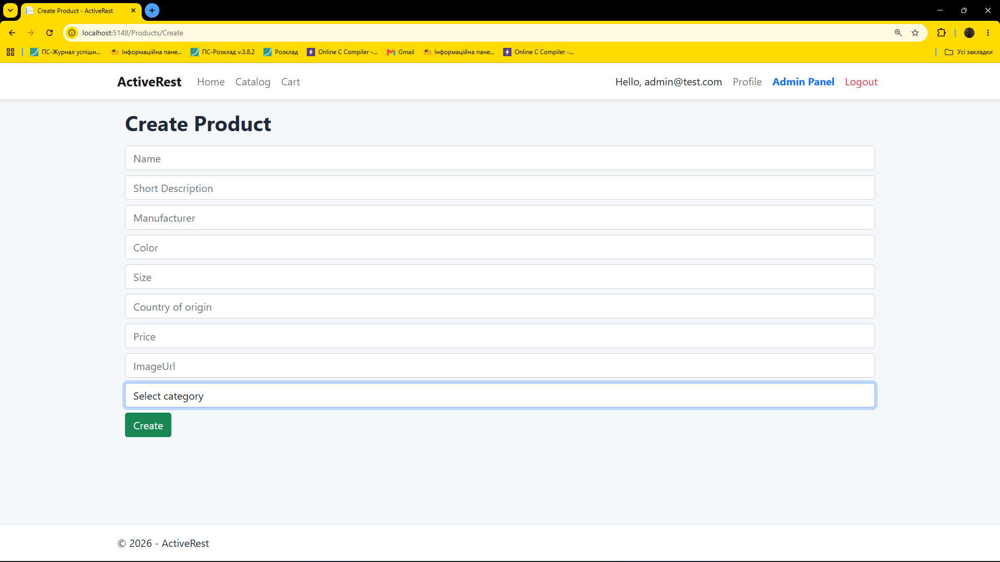 Create Product - ActiveRest
localhost:5148/Products/Create
ПС-Журнал успішн...
Інформаційна пане...
ПС-Розклад v.3.8.2
Розклад
Online C Compiler -...
Gmail
Інформаційна пане...
Online C Compiler -...
Усі закладки
ActiveRest
Home
Catalog
Cart
Hello, admin@test.com
Profile
Admin Panel
Logout
Create Product
Name
Short Description
Manufacturer
Color
Size
Country of origin
Price
ImageUrl
Select category
Create
© 2026 - ActiveRest